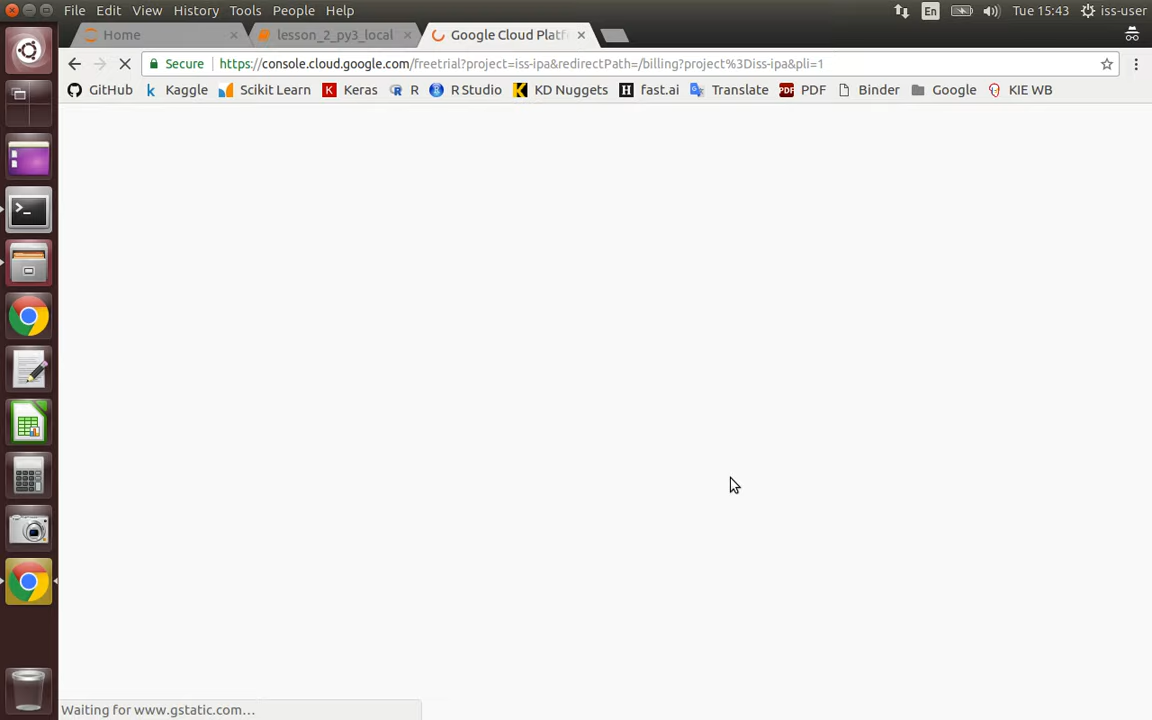 File Edit View History Tools People Help En Tue 15:43 iss-user
Home lesson_2_py3_local Google Cloud Platf
Secure https://console.cloud.google.com/freetrial?project=iss-ipa&redirectPath=/billing?project%3Diss-ipa&pli=1
GitHub k Kaggle Scikit Learn K Keras R R Studio K KD Nuggets H fast.ai Translate PDF PDF Binder Google KIE WB
Waiting for www.gstatic.com...